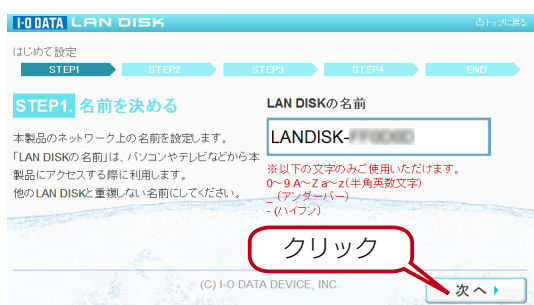 I-O DATA LAN DISK
トップに戻る
はじめて設定
STEP1 STEP2 STEP3 STEP4 END
STEP1. 名前を決める
本製品のネットワーク上の名前を設定します。
「LAN DISKの名前」は、パソコンやテレビなどから本
製品にアクセスする際に利用します。
他のLAN DISKと重複しない名前にしてください。
LAN DISKの名前
LANDISK-
※以下の文字のみご使用いただけます。
0～9 A～Z a～z(半角英数文字)
_ (アンダーバー)
- (ハイフン)
クリック
(C) I-O DATA DEVICE, INC.
次へ